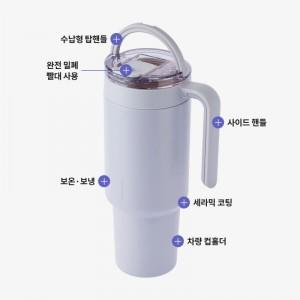 수납형 탑핸들
완전 밀폐
빨대 사용
사이드 핸들
보온·보냉
세라믹 코팅
차량 컵홀더